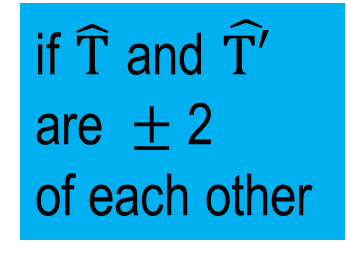 if T̂ and T̂′
are ± 2
of each other